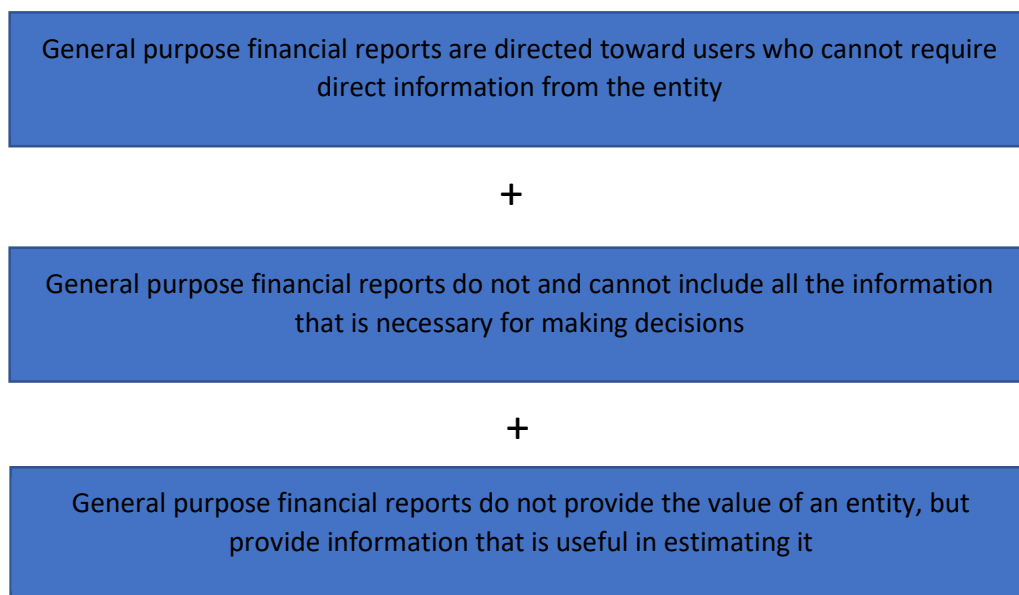 General purpose financial reports are directed toward users who cannot require
direct information from the entity
+
General purpose financial reports do not and cannot include all the information
that is necessary for making decisions
+
General purpose financial reports do not provide the value of an entity, but
provide information that is useful in estimating it